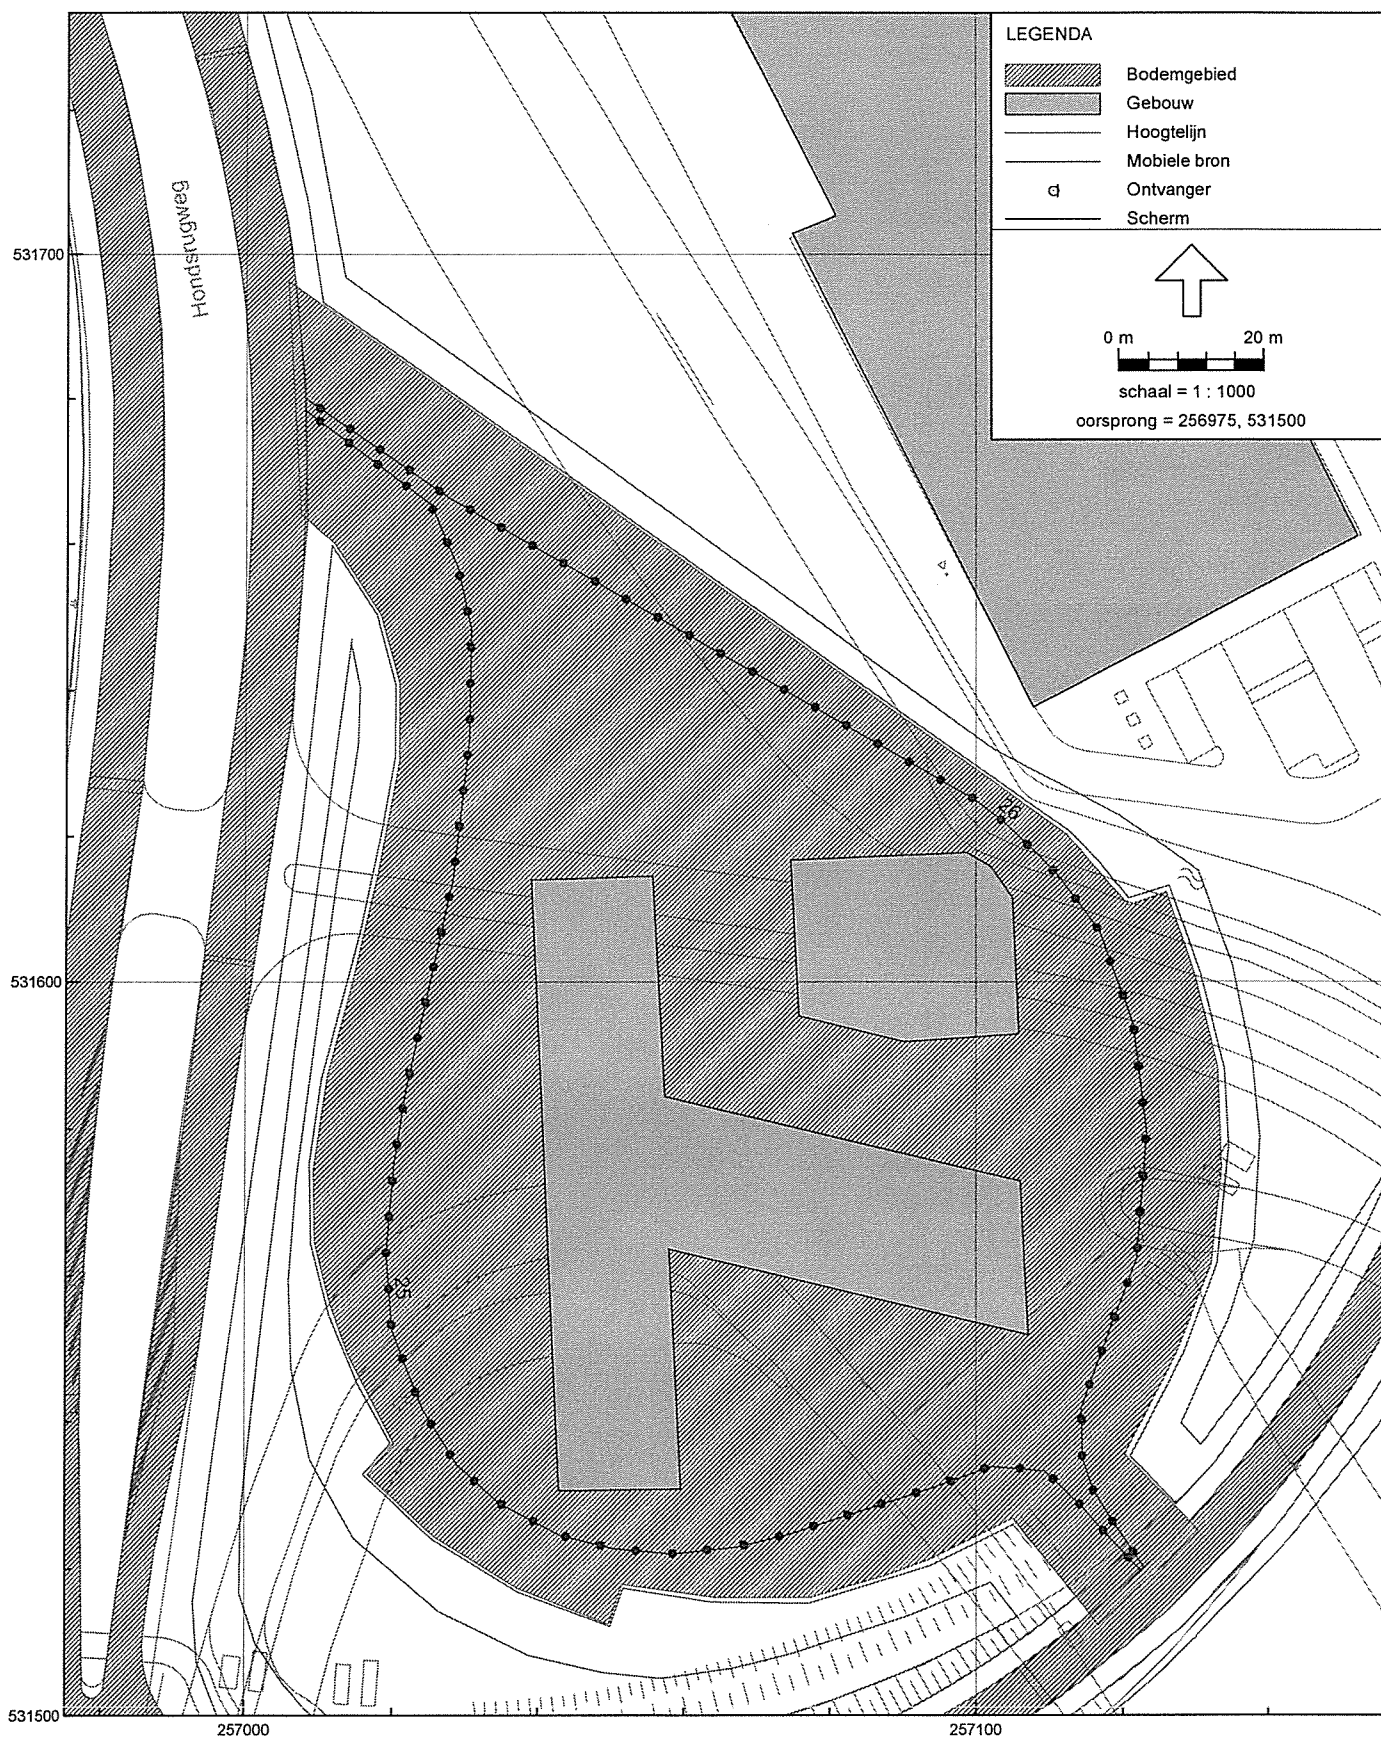 LEGENDA
Bodemgebied
Gebouw
Hoogtelijn
Mobiele bron
Ontvanger
Scherm
0 m 20 m
schaal = 1 : 1000
oorsprong = 256975, 531500
Hondsrugweg
531700
26
531600
25
531500
257000
257100